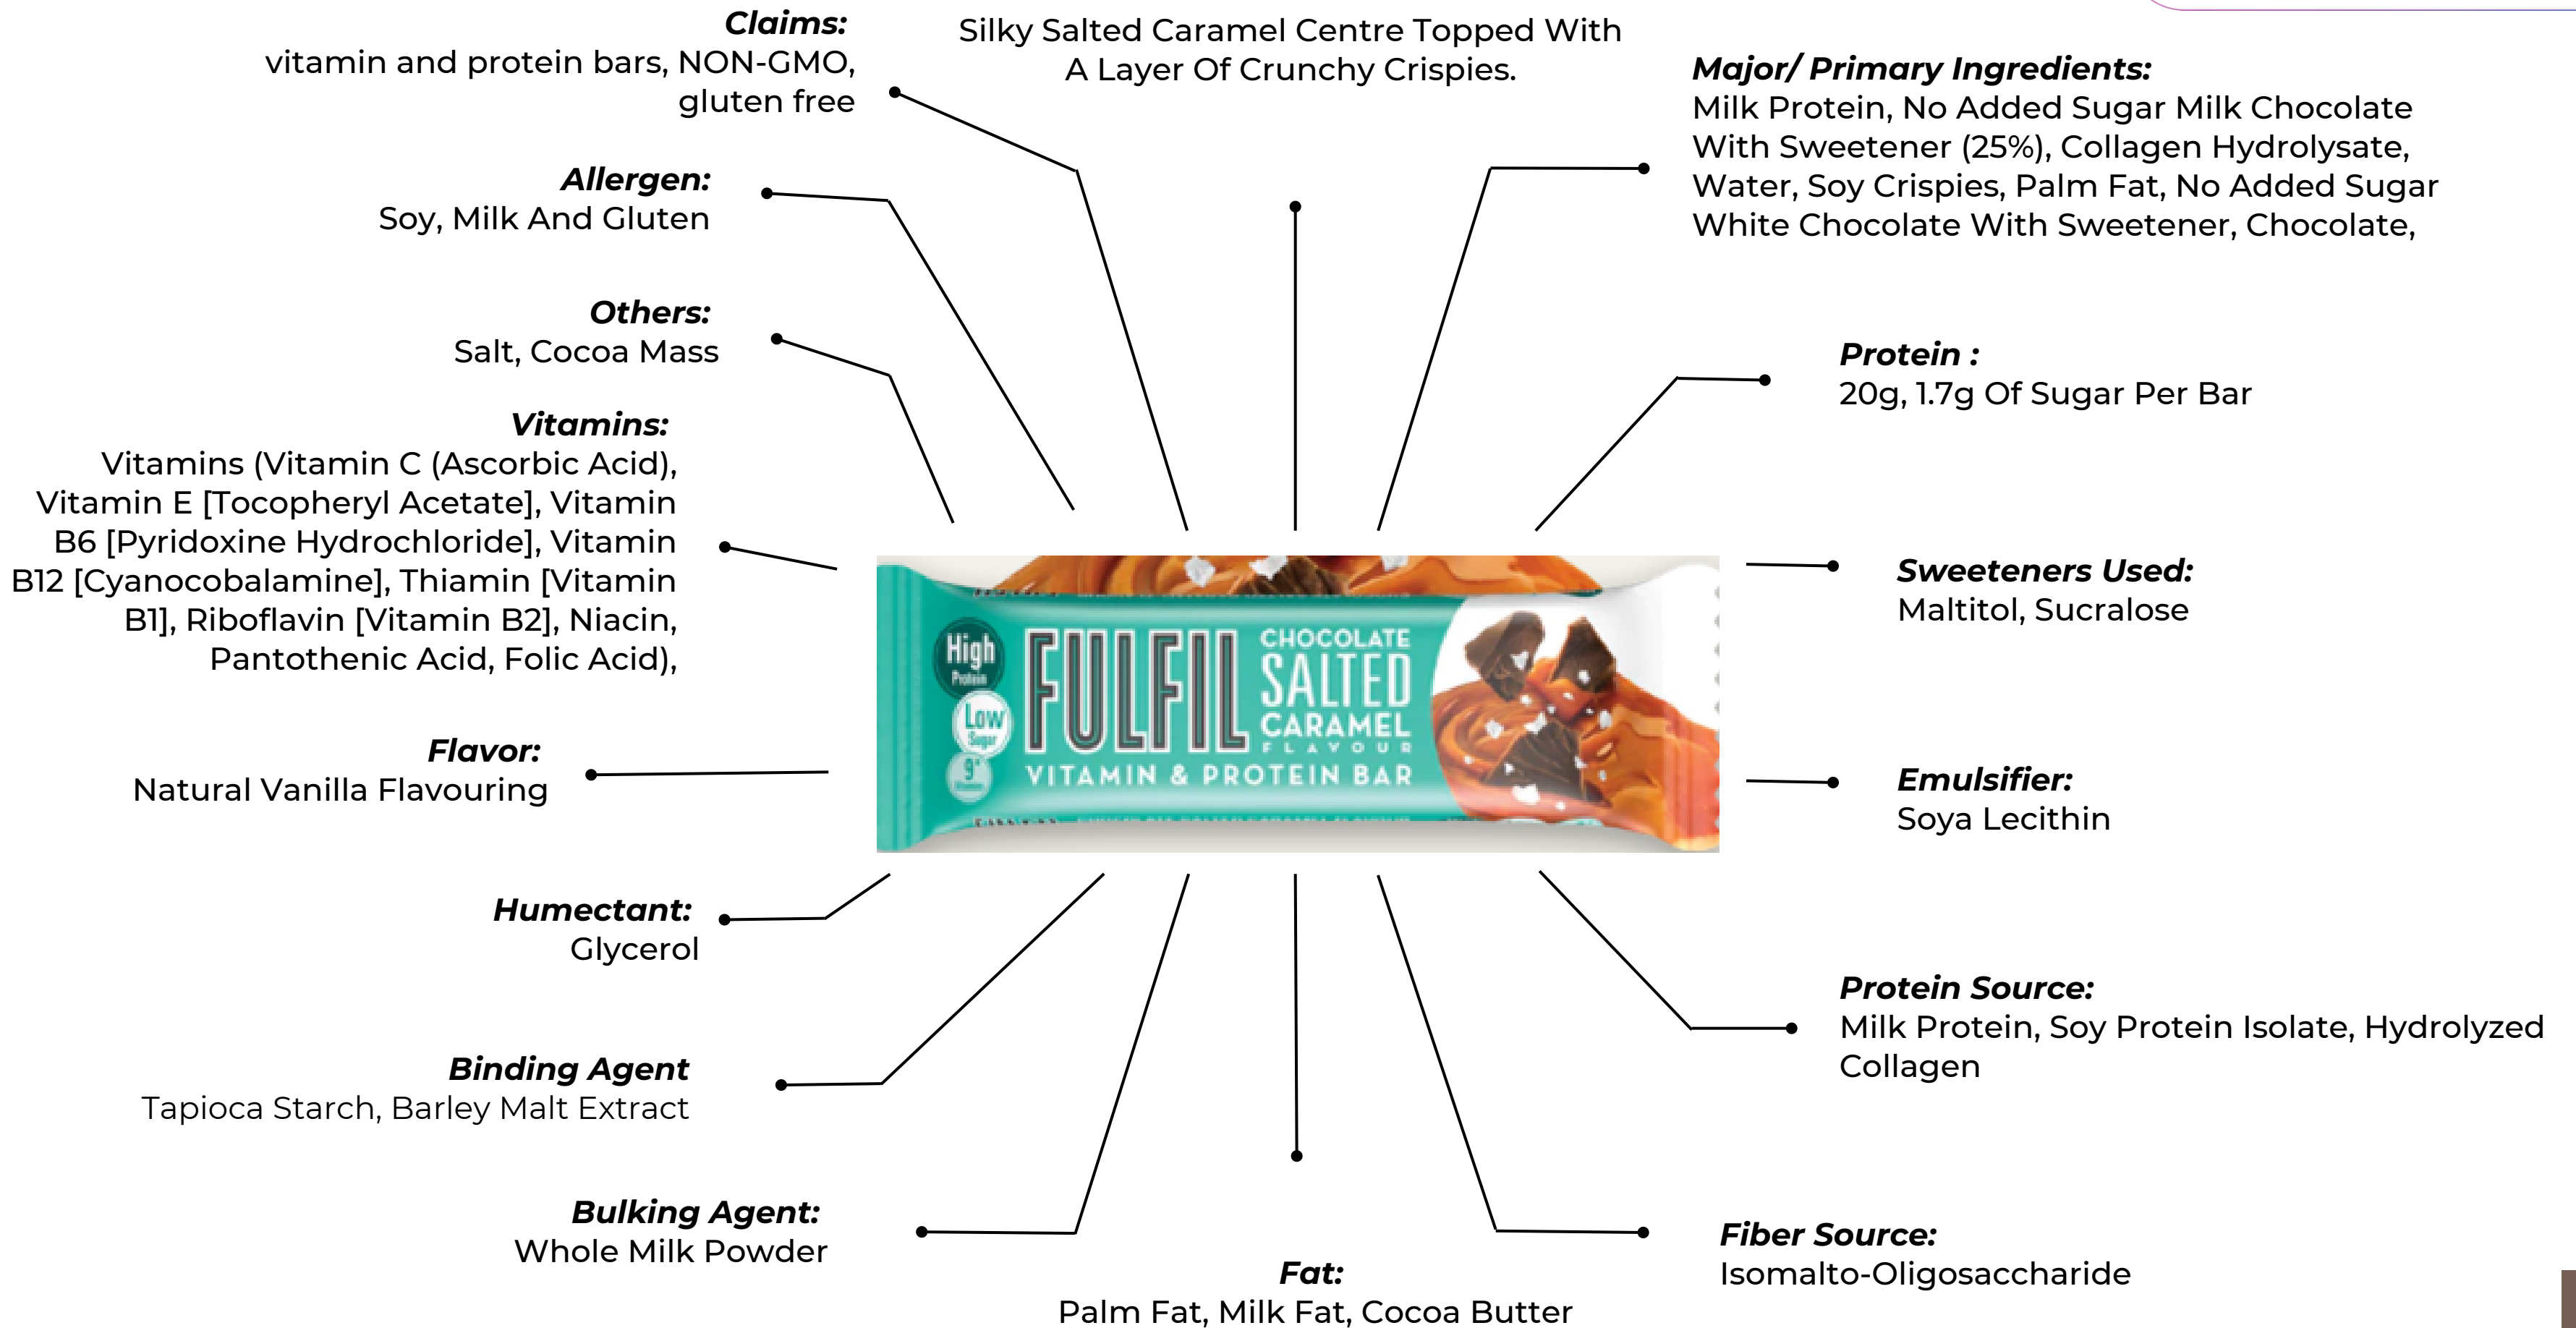 Claims:
vitamin and protein bars, NON-GMO,
gluten free
Silky Salted Caramel Centre Topped With
A Layer Of Crunchy Crispies.
Major/ Primary Ingredients:
Milk Protein, No Added Sugar Milk Chocolate
With Sweetener (25%), Collagen Hydrolysate,
Water, Soy Crispies, Palm Fat, No Added Sugar
White Chocolate With Sweetener, Chocolate,
Allergen:
Soy, Milk And Gluten
Others:
Salt, Cocoa Mass
Protein :
20g, 1.7g Of Sugar Per Bar
Vitamins:
Vitamins (Vitamin C (Ascorbic Acid),
Vitamin E [Tocopheryl Acetate], Vitamin
B6 [Pyridoxine Hydrochloride], Vitamin
B12 [Cyanocobalamine], Thiamin [Vitamin
B1], Riboflavin [Vitamin B2], Niacin,
Pantothenic Acid, Folic Acid),
Sweeteners Used:
Maltitol, Sucralose
High
Protein
Low
Sugar
9
FULFIL
CHOCOLATE
SALTED
CARAMEL
FLAVOUR
VITAMIN & PROTEIN BAR
Flavor:
Natural Vanilla Flavouring
Emulsifier:
Soya Lecithin
Humectant:
Glycerol
Protein Source:
Milk Protein, Soy Protein Isolate, Hydrolyzed
Collagen
Binding Agent
Tapioca Starch, Barley Malt Extract
Bulking Agent:
Whole Milk Powder
Fiber Source:
Isomalto-Oligosaccharide
Fat:
Palm Fat, Milk Fat, Cocoa Butter